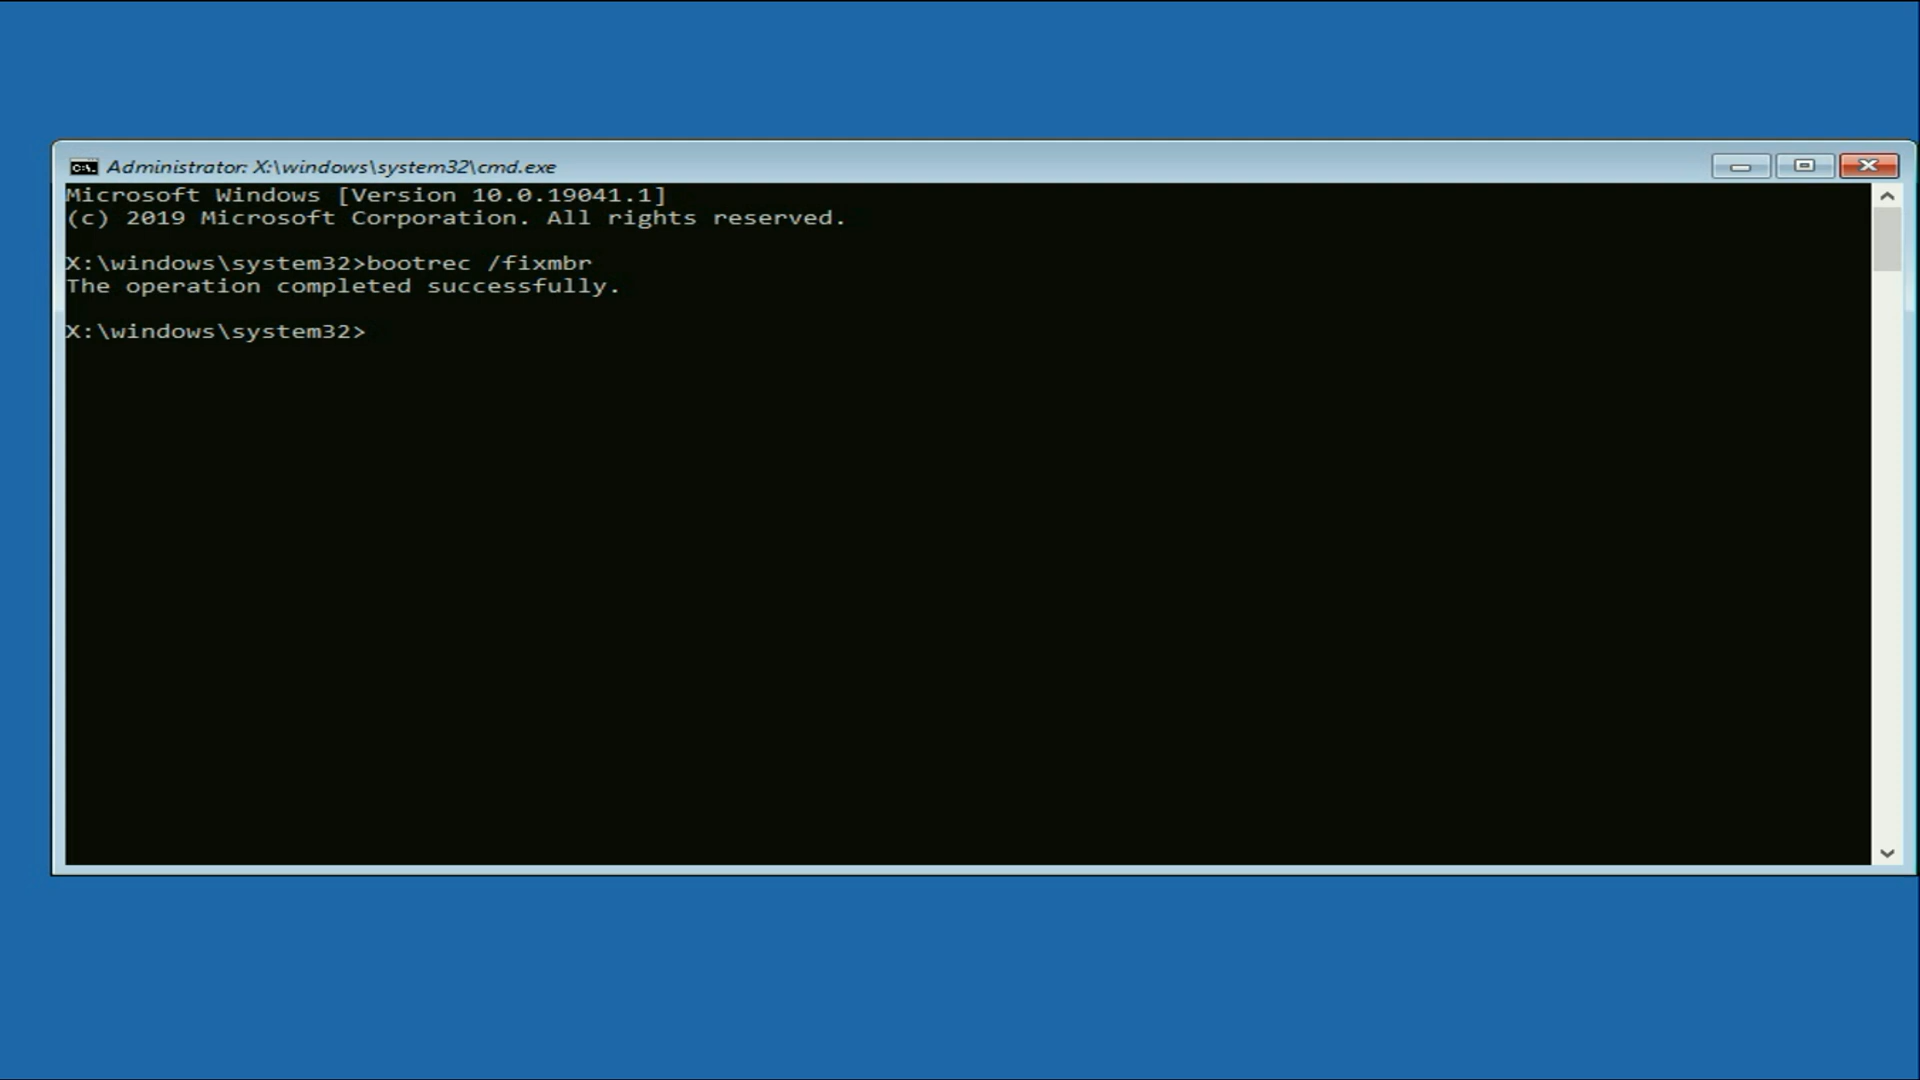 Administrator: X:\windows\system32\cmd.exe
Microsoft Windows [Version 10.0.19041.1]
(c) 2019 Microsoft Corporation. All rights reserved.
X:\windows\system32>bootrec /fixmbr
The operation completed successfully.
X:\windows\system32>